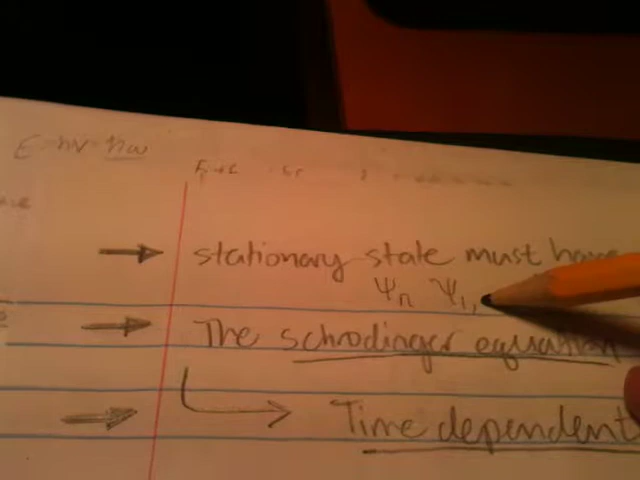 E = hν = ħω
stationary state must have
Ψn Ψ1,
The schrodinger equation
Time dependent